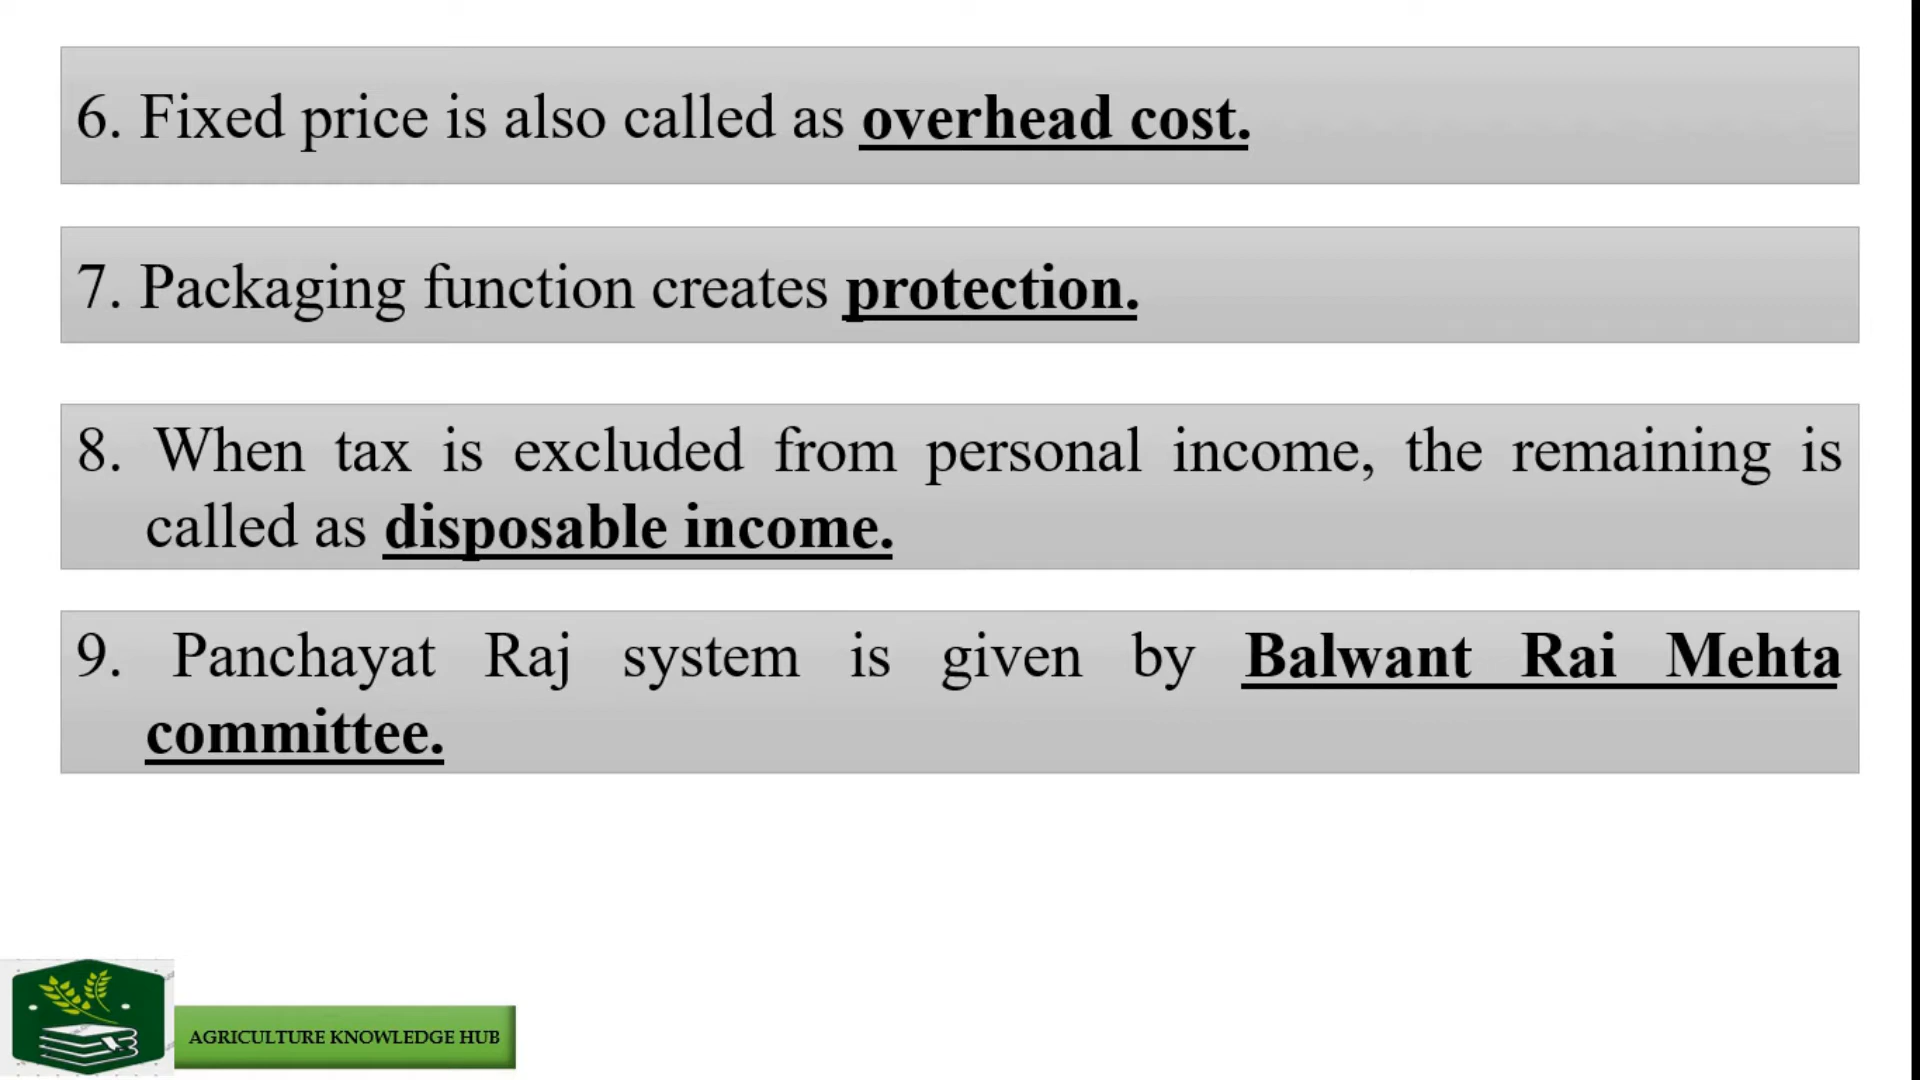 6. Fixed price is also called as overhead cost.
7. Packaging function creates protection.
8. When tax is excluded from personal income, the remaining is
called as disposable income.
9. Panchayat Raj system is given by Balwant Rai Mehta
committee.
AGRICULTURE KNOWLEDGE HUB